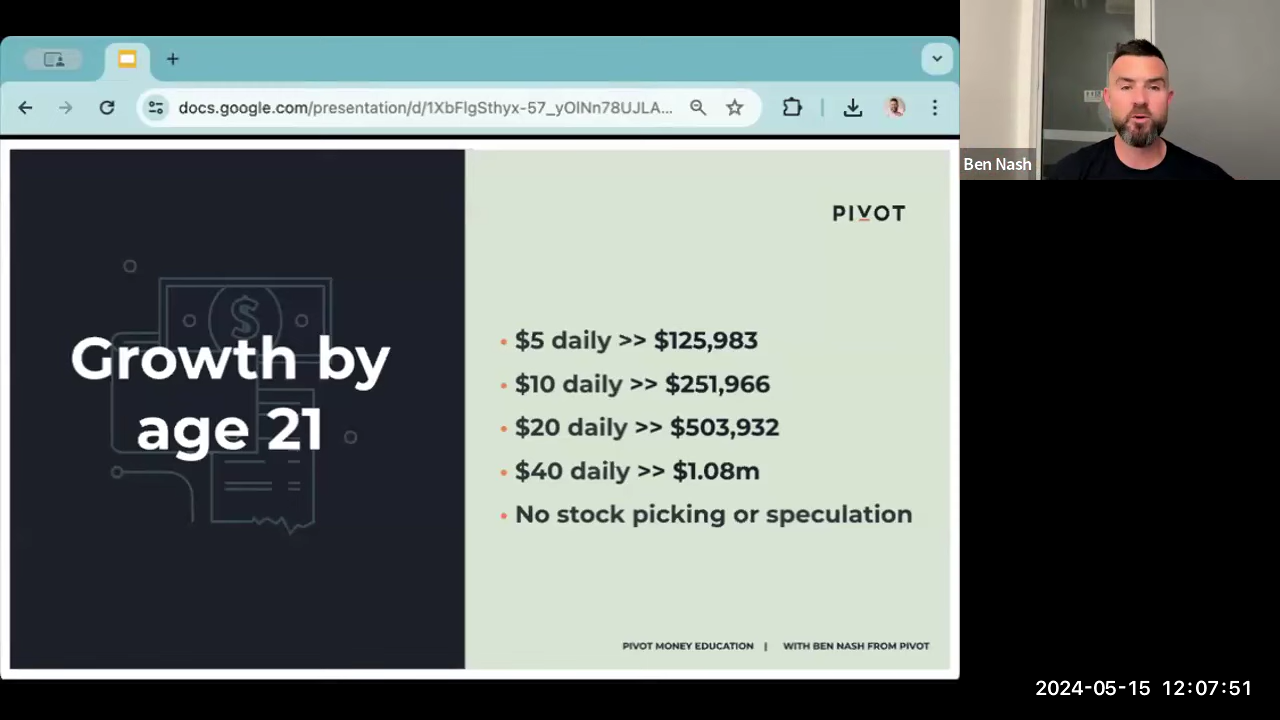 docs.google.com/presentation/d/1XbFIgSthyx-57_yOlNn78UJLA...
Ben Nash
PIVOT
Growth by
age 21
• $5 daily >> $125,983
• $10 daily >> $251,966
• $20 daily >> $503,932
• $40 daily >> $1.08m
• No stock picking or speculation
PIVOT MONEY EDUCATION | WITH BEN NASH FROM PIVOT
2024-05-15 12:07:51